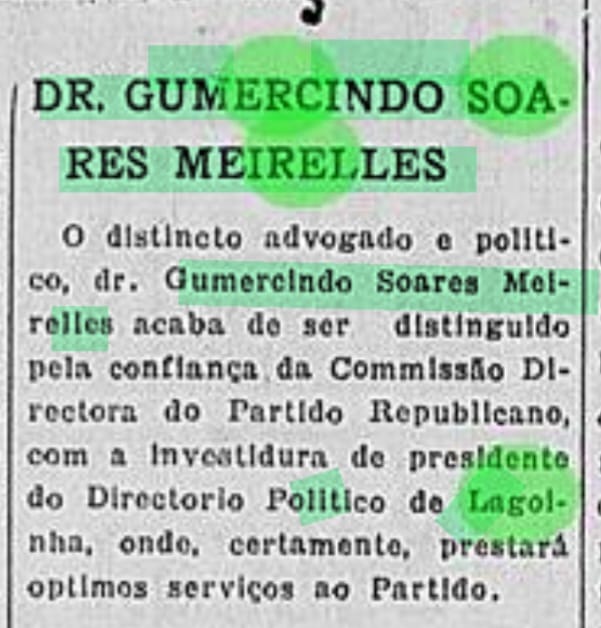 DR. GUMERCINDO SOA-
RES MEIRELLES
O distincto advogado e politi-
co, dr. Gumercindo Soares Mei-
relles acaba de ser distinguido
pela confiança da Commissão Di-
rectora do Partido Republicano,
com a investidura de presidente
do Directorio Politico de Lagoi-
nha, onde, certamente, prestará
optimos serviços ao Partido.